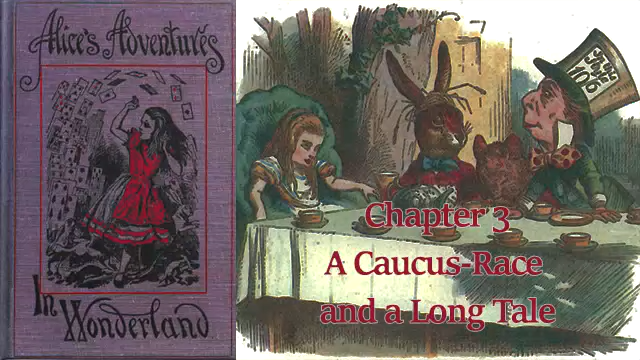 Alice's Adventures
In
Wonderland
Chapter 3
A Caucus-Race
and a Long Tale